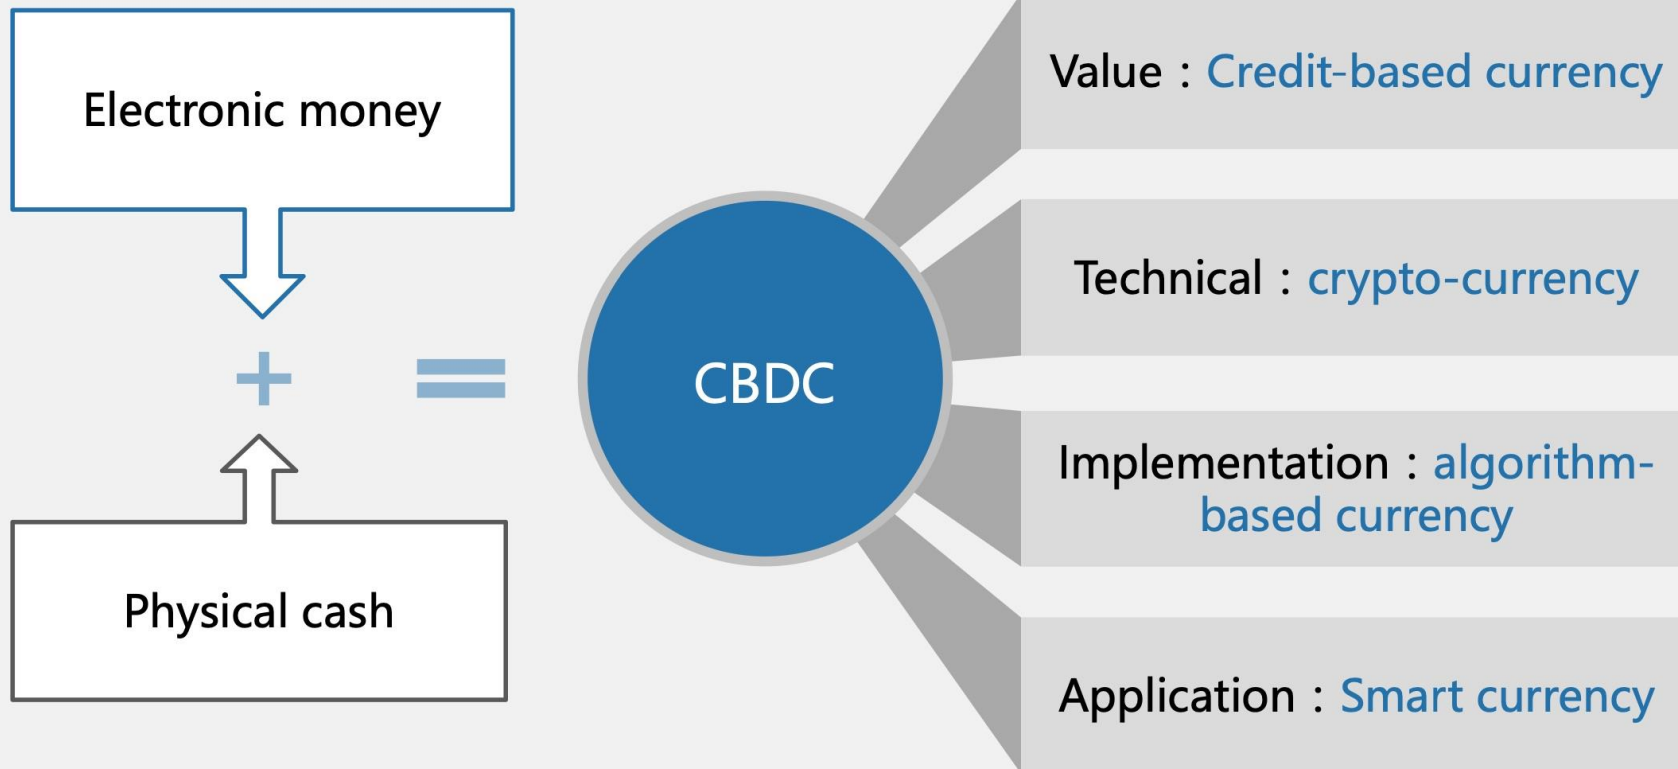 Electronic money
+
=
Physical cash
CBDC
Value：Credit-based currency
Technical：crypto-currency
Implementation：algorithm-
based currency
Application：Smart currency